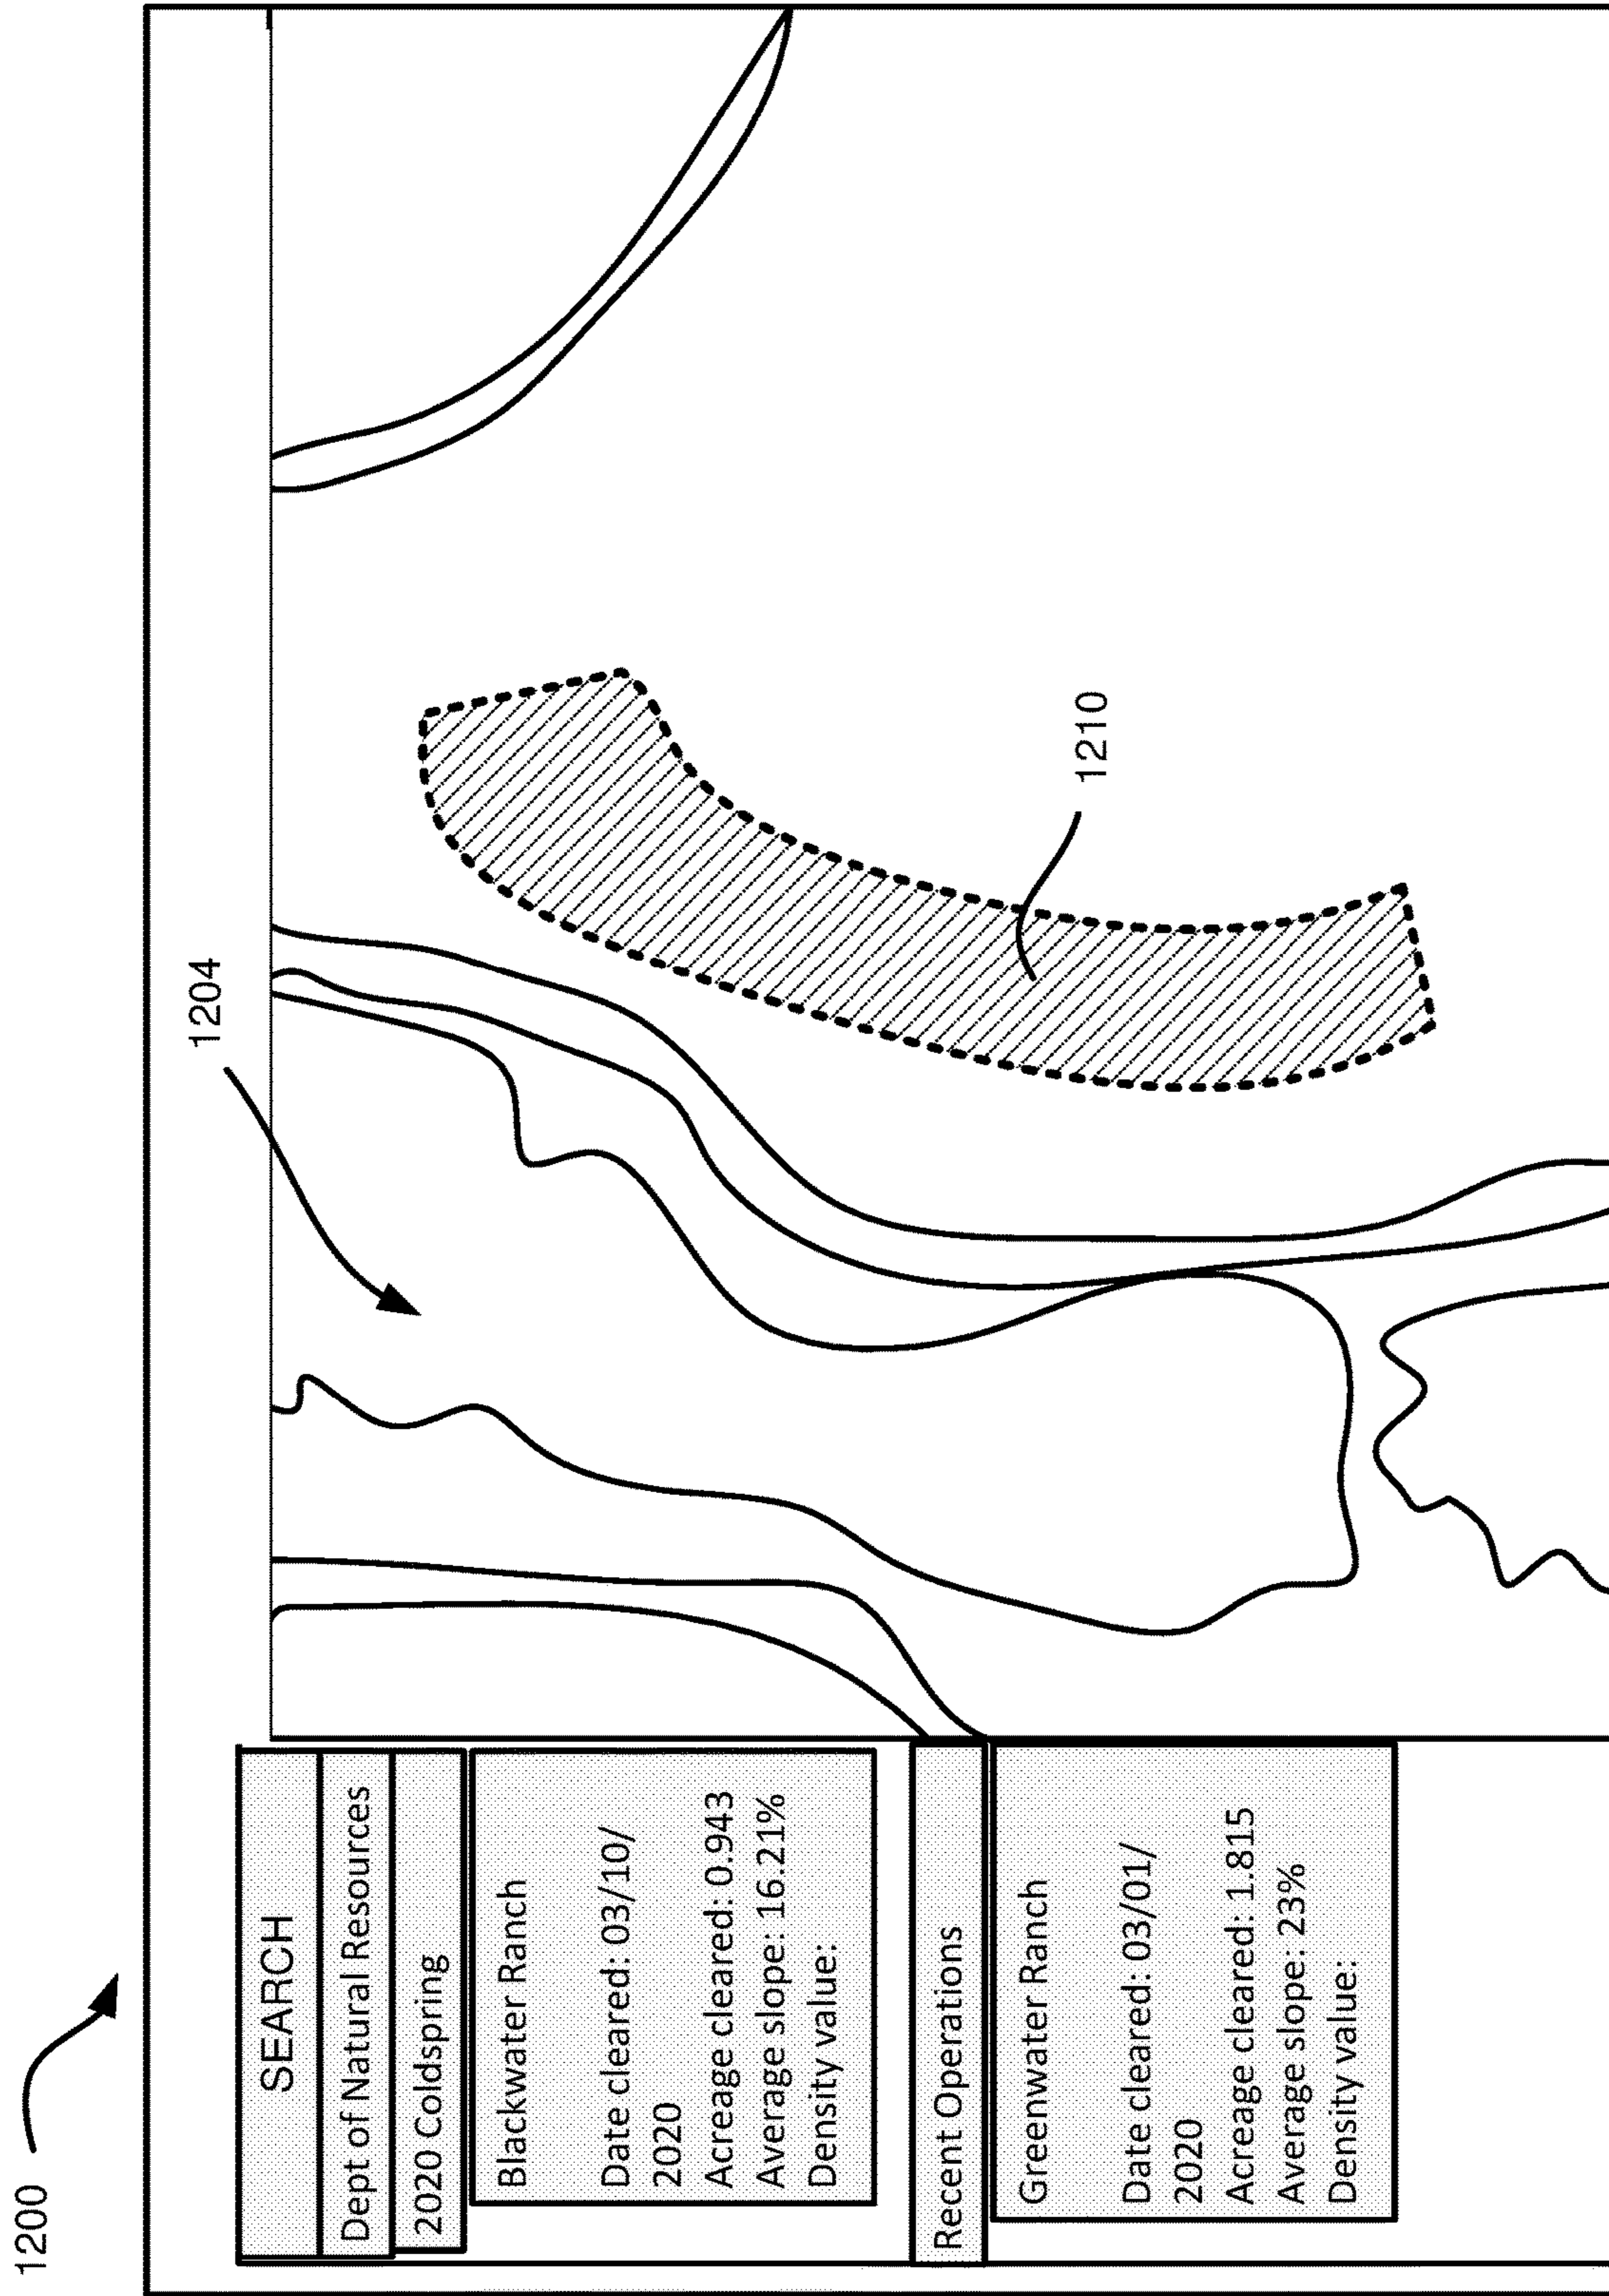 1200
SEARCH
Dept of Natural Resources
2020 Coldspring
Blackwater Ranch
Date cleared: 03/10/
2020
Acreage cleared: 0.943
Average slope: 16.21%
Density value:
Recent Operations
Greenwater Ranch
Date cleared: 03/01/
2020
Acreage cleared: 1.815
Average slope: 23%
Density value:
1204
1210